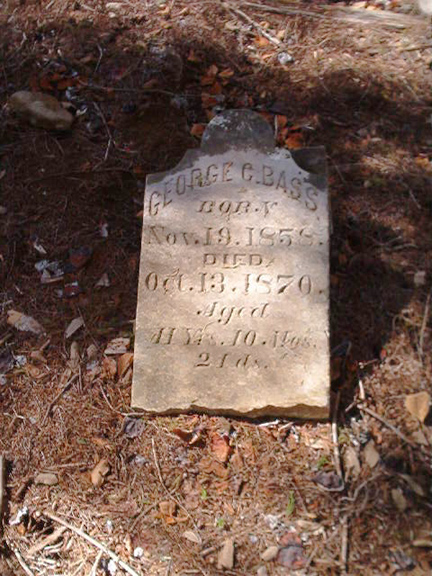 GEORGE C. BASS.
BORN
Nov. 19. 1858.
DIED
Oct. 13. 1870.
Aged
11 Yrs. 10. Mos.
24 ds.